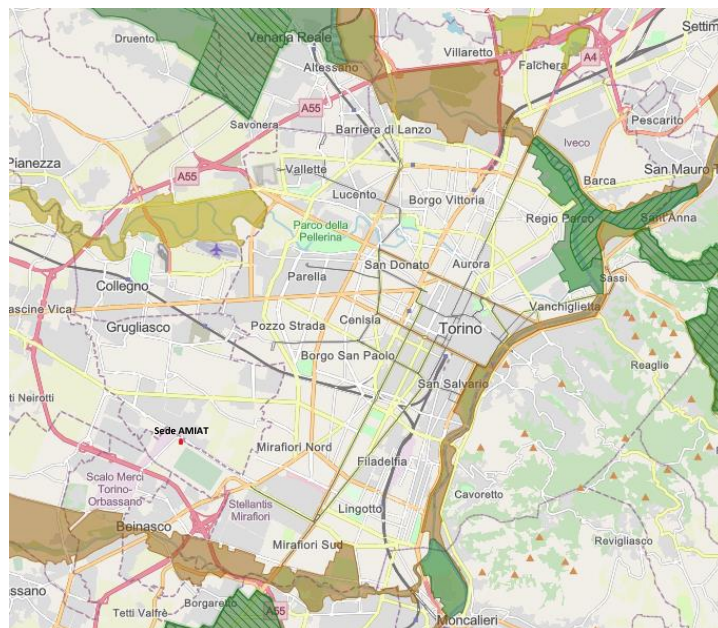 Druento
Venaria Reale
Altessano
Villaretto
Falchera
A4
Settim
A55
Savonera
Barriera di Lanzo
Pescarito
Iveco
Pianezza
A55
Vallette
Lucento
Borgo Vittoria
Barca
San Mauro T
Regio Parco
Sant'Anna
Parco della
Pellerina
San Donato
Aurora
Parella
Sassi
Collegno
Vanchiglietta
ascine Vica
Grugliasco
Pozzo Strada
Cenisia
Torino
Borgo San Paolo
Reaglie
San Salvario
ti Neirotti
Sede AMIAT
Mirafiori Nord
Filadelfia
Scalo Merci
Torino-
Orbassano
Stellantis
Mirafiori
Lingotto
Cavoretto
Beinasco
Mirafiori Sud
Revigliasco
assano
Borgaretto
Tetti Valfrè
A55
Moncalieri